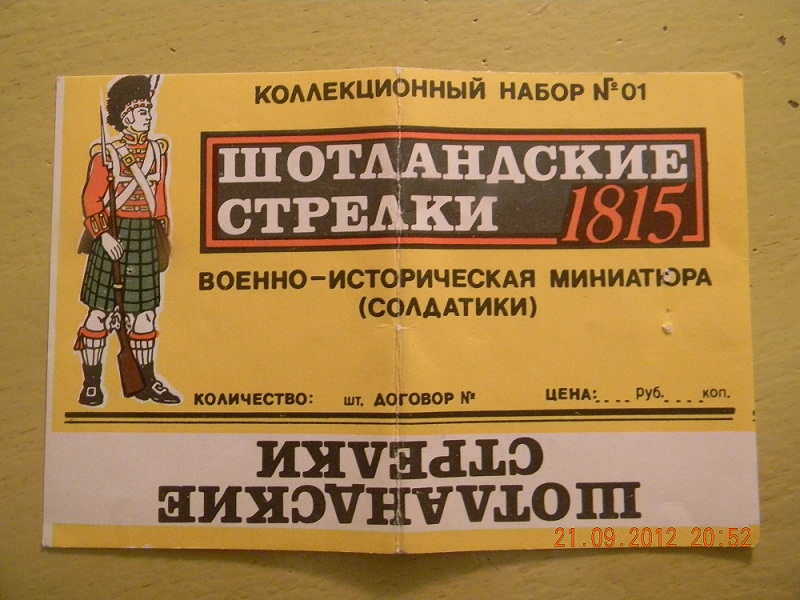 КОЛЛЕКЦИОННЫЙ НАБОР №01
ШОТЛАНДСКИЕ
СТРЕЛКИ 1815
ВОЕННО-ИСТОРИЧЕСКАЯ МИНИАТЮРА
(СОЛДАТИКИ)
КОЛИЧЕСТВО: шт. ДОГОВОР № ЦЕНА:....руб.....коп.
ШОТЛАНДСКИЕ
СТРЕЛКИ
21.09.2012 20:52